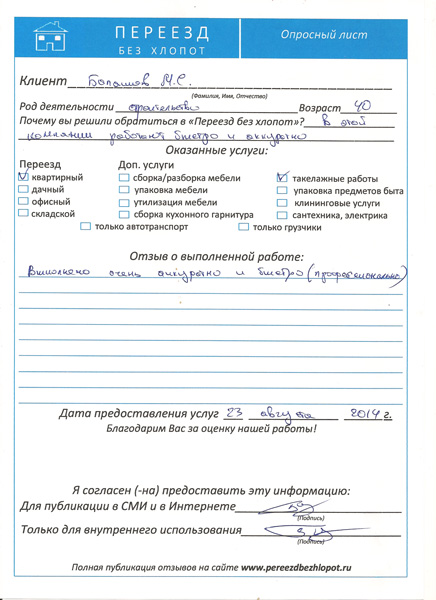 ПЕРЕЕЗД
БЕЗ ХЛОПОТ
Опросный лист
Клиент М.С.
(Фамилия, Имя, Отчество)
Род деятельности строительство Возраст 40
Почему вы решили обратиться в «Переезд без хлопот»? В этой
компании работают быстро и аккуратно
Оказанные услуги:
Переезд Доп. услуги
квартирный сборка/разборка мебели такелажные работы
дачный упаковка мебели упаковка предметов быта
офисный утилизация мебели клининговые услуги
складской сборка кухонного гарнитура сантехника, электрика
только автотранспорт только грузчики
Отзыв о выполненной работе:
Выполнено очень аккуратно и быстро (профессионально)
Дата предоставления услуг 23 августа 2014 г.
Благодарим Вас за оценку нашей работы!
Я согласен (-на) предоставить эту информацию:
Для публикации в СМИ и в Интернете
(Подпись)
Только для внутреннего использования
(Подпись)
Полная публикация отзывов на сайте www.pereezdbezhlopot.ru